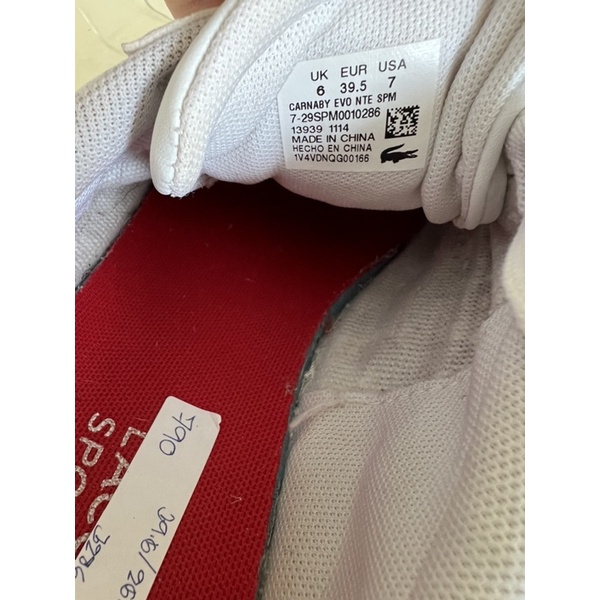 UK EUR USA
6 39.5 7
CARNABY EVO NTE SPM
7-29SPM0010286
13939 1114
MADE IN CHINA
HECHO EN CHINA
1V4VDNQG00166
790
LACO
SPO